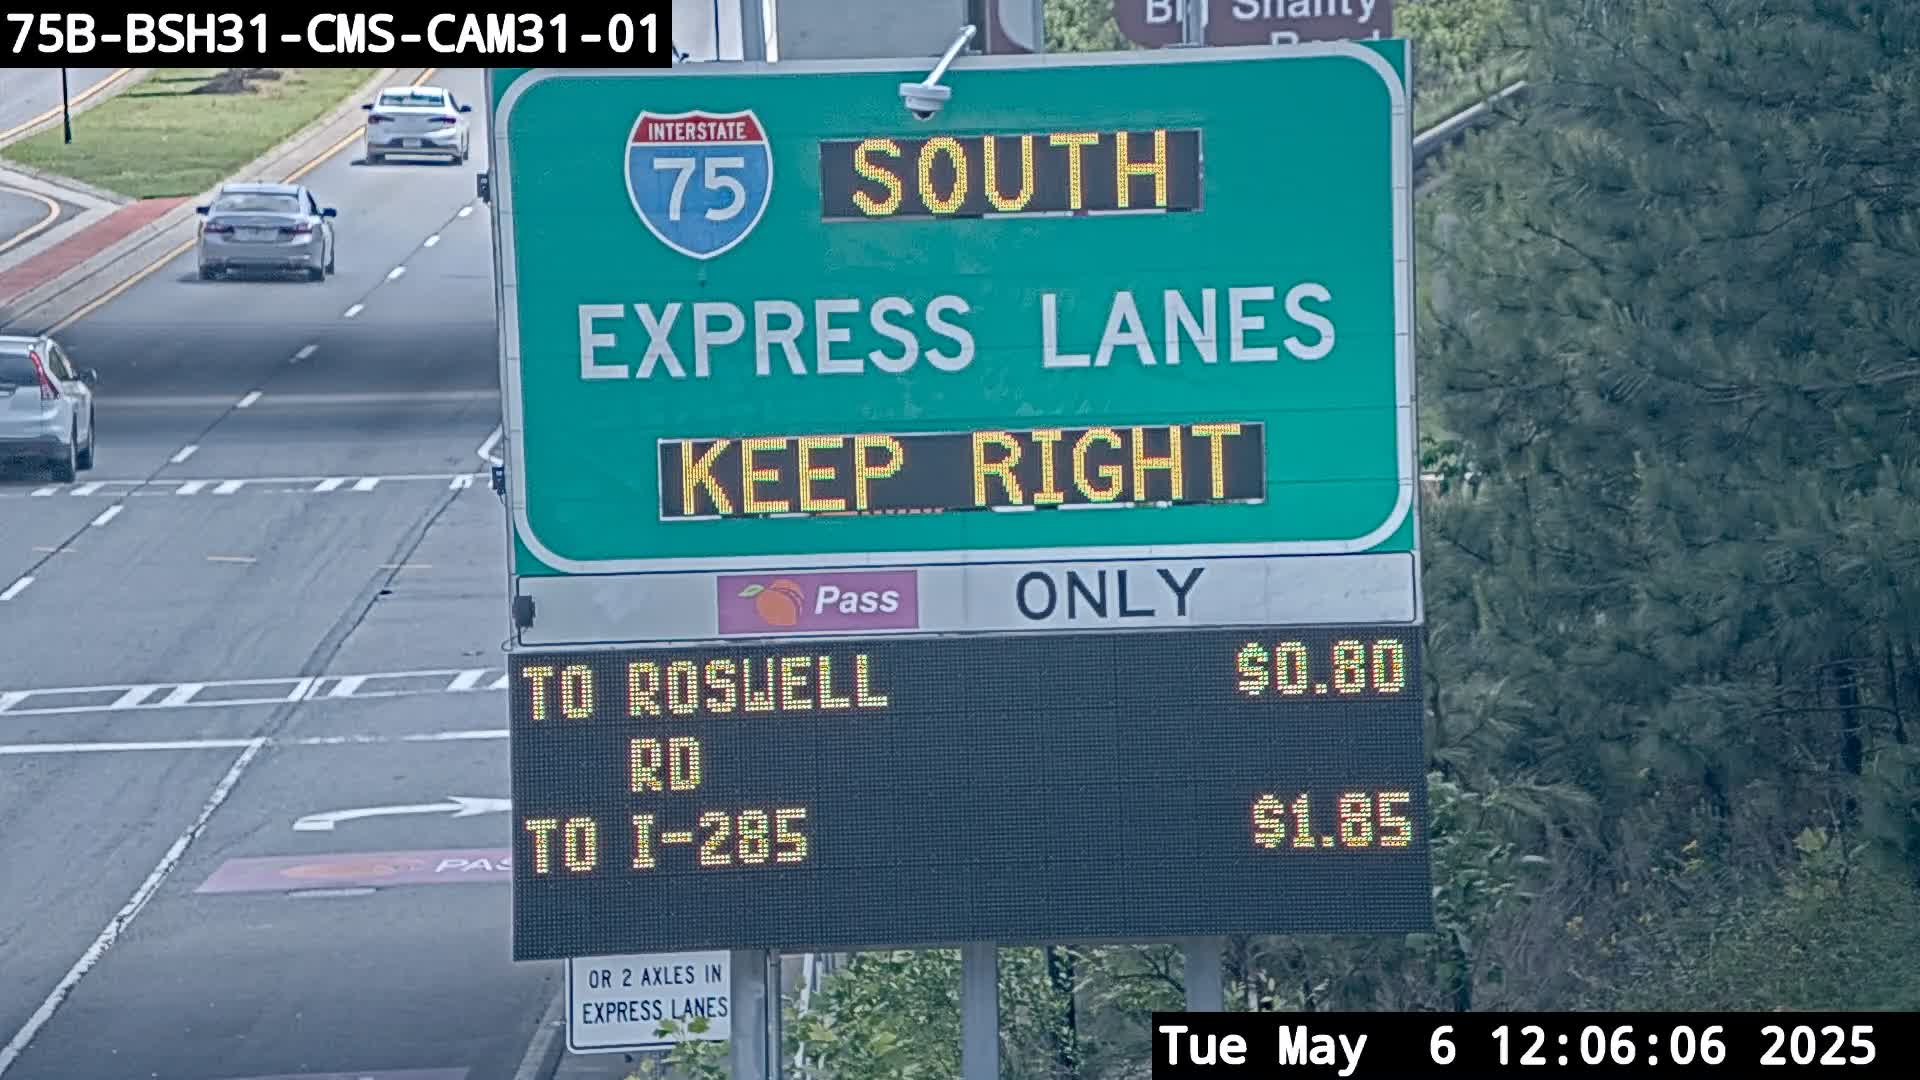 75B-BSH31-CMS-CAM31-01
Shanty
INTERSTATE
75
SOUTH
EXPRESS LANES
KEEP RIGHT
Pass ONLY
TO ROSWELL $0.80
RD
TO I-285 $1.85
OR 2 AXLES IN
EXPRESS LANES
Tue May 6 12:06:06 2025